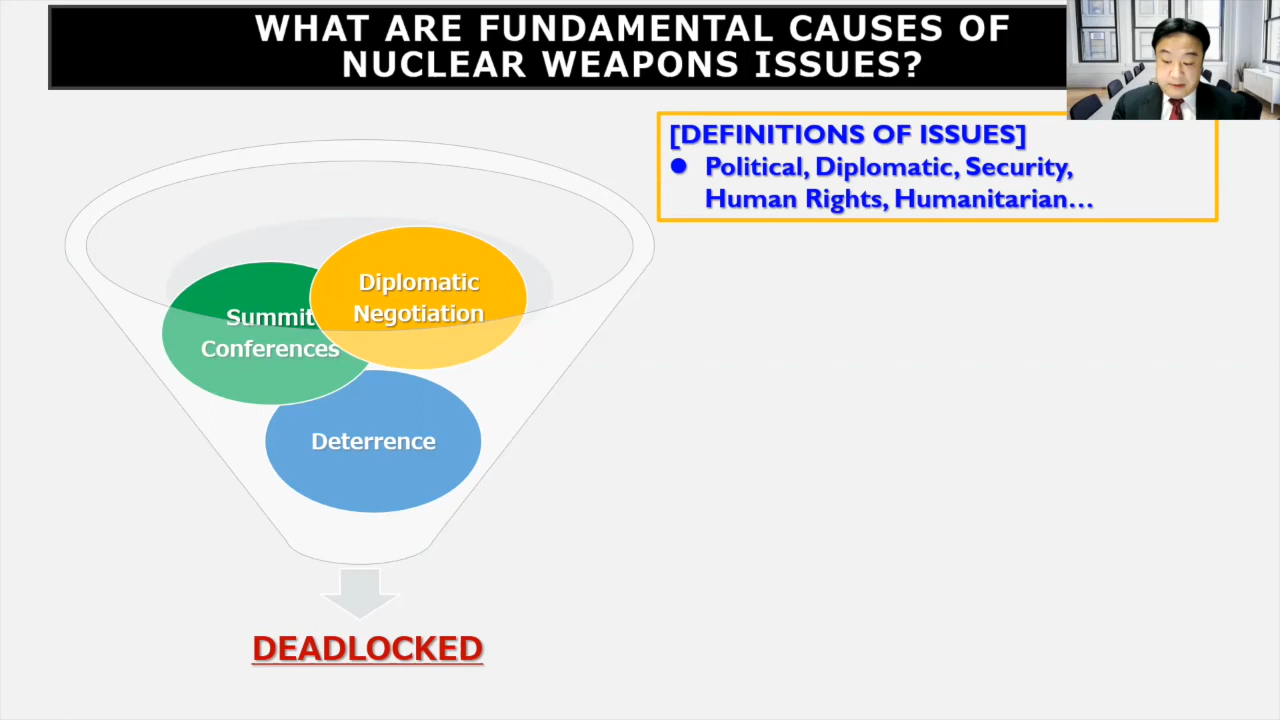 WHAT ARE FUNDAMENTAL CAUSES OF
NUCLEAR WEAPONS ISSUES?
[DEFINITIONS OF ISSUES]
● Political, Diplomatic, Security,
Human Rights, Humanitarian...
Diplomatic
Negotiation
Summit
Conferences
Deterrence
DEADLOCKED